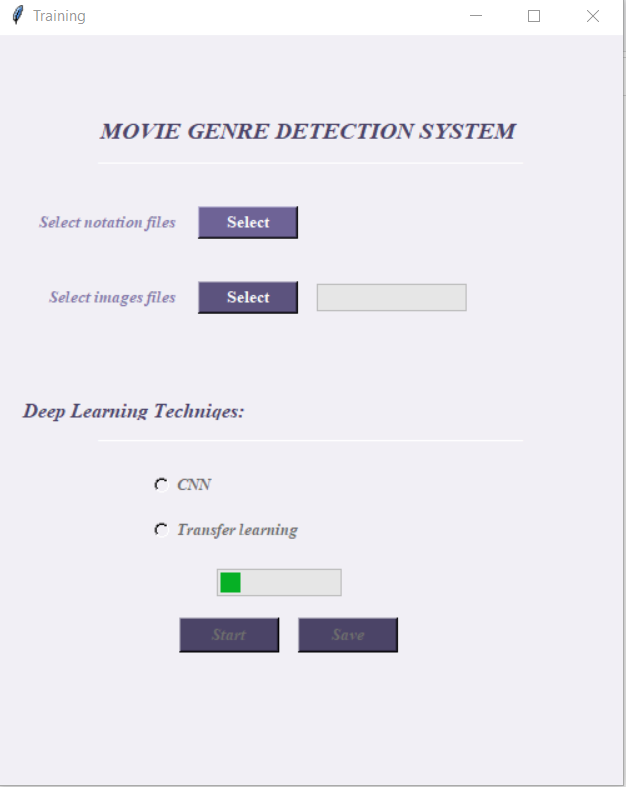 Training
MOVIE GENRE DETECTION SYSTEM
Select notation files Select
Select images files Select
Deep Learning Techniqes:
CNN
Transfer learning
Start Save